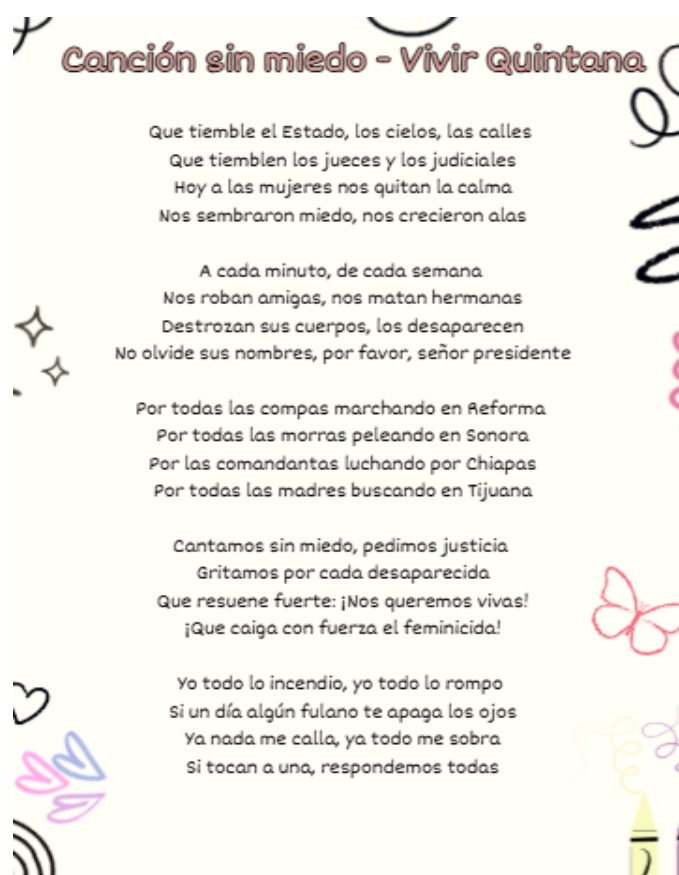 Canción sin miedo - Vivir Quintana
Que tiemble el Estado, los cielos, las calles
Que tiemblen los jueces y los judiciales
Hoy a las mujeres nos quitan la calma
Nos sembraron miedo, nos crecieron alas
A cada minuto, de cada semana
Nos roban amigas, nos matan hermanas
Destrozan sus cuerpos, los desaparecen
No olvide sus nombres, por favor, señor presidente
Por todas las compas marchando en Reforma
Por todas las morras peleando en Sonora
Por las comandantas luchando por Chiapas
Por todas las madres buscando en Tijuana
Cantamos sin miedo, pedimos justicia
Gritamos por cada desaparecida
Que resuene fuerte: ¡Nos queremos vivas!
¡Que caiga con fuerza el feminicida!
Yo todo lo incendio, yo todo lo rompo
Si un día algún fulano te apaga los ojos
Ya nada me calla, ya todo me sobra
Si tocan a una, respondemos todas